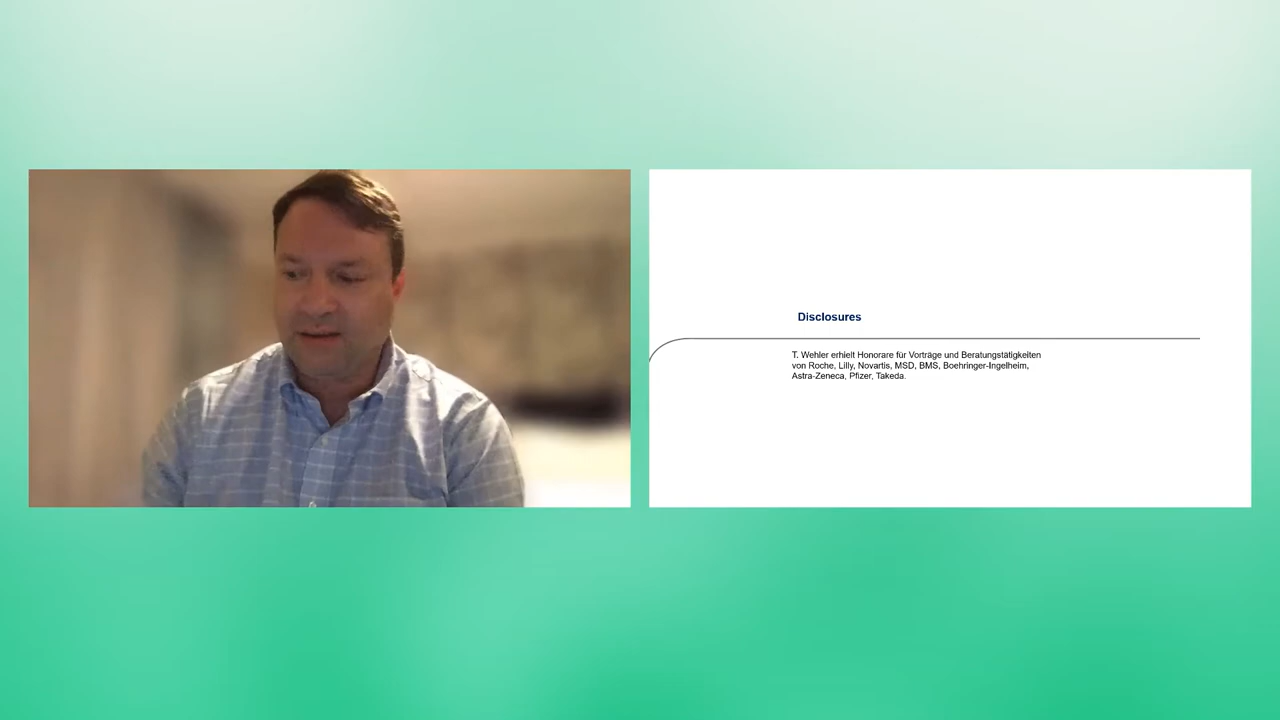 Disclosures
T. Wehler erhielt Honorare für Vorträge und Beratungstätigkeiten
von Roche, Lilly, Novartis, MSD, BMS, Boehringer-Ingelheim,
Astra-Zeneca, Pfizer, Takeda.